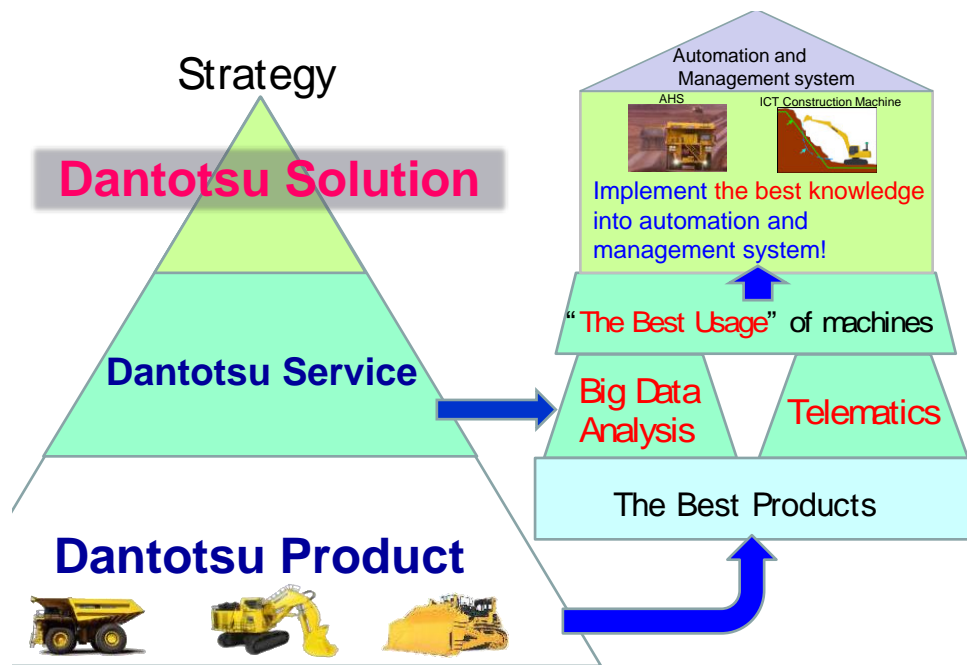 Strategy
Dantotsu Solution
Dantotsu Service
Dantotsu Product
Automation and
Management system
AHS
ICT Construction Machine
Implement the best knowledge
into automation and
management system!
“The Best Usage” of machines
Big Data
Analysis
Telematics
The Best Products